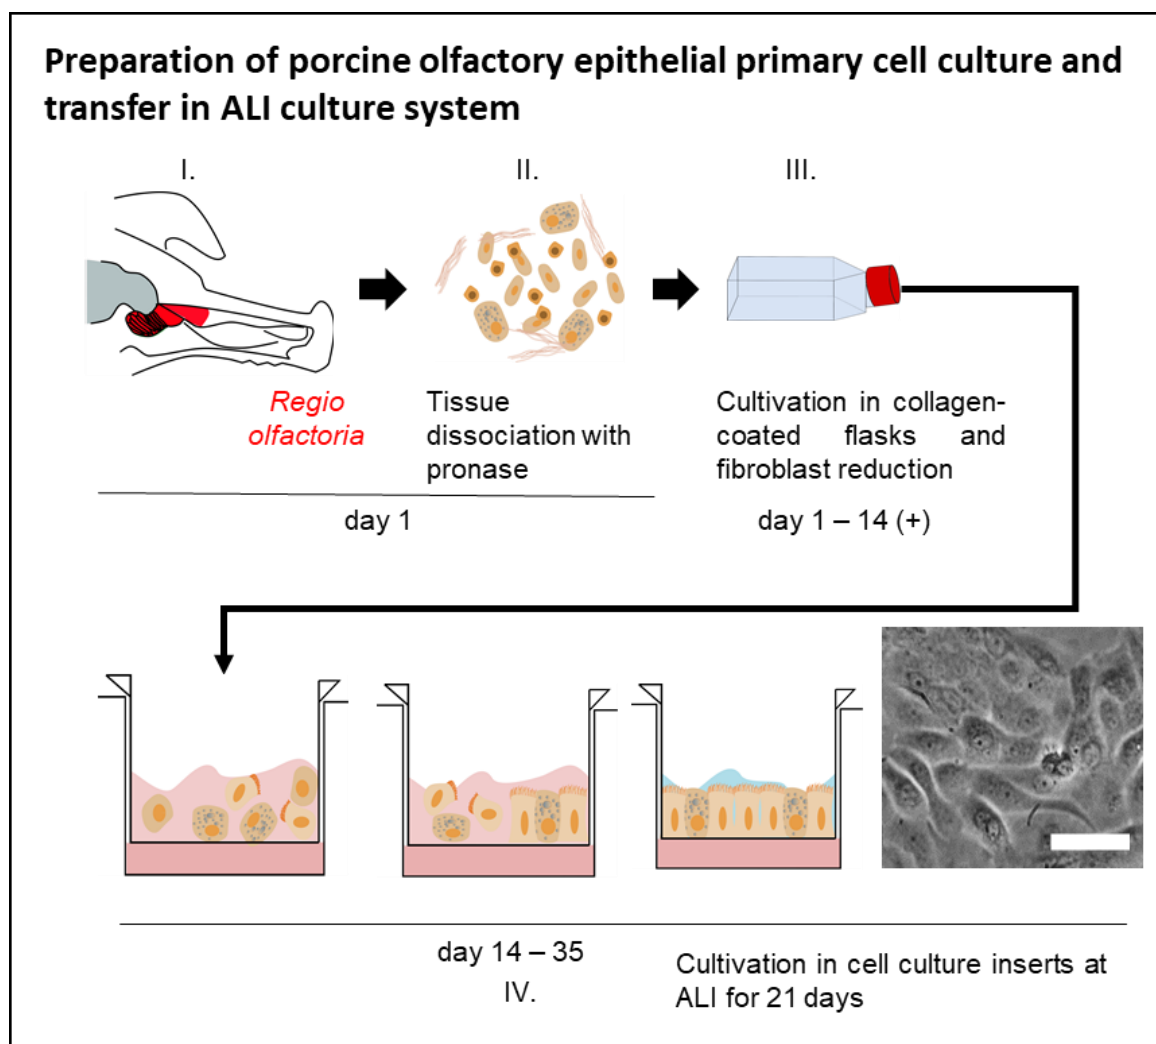 Preparation of porcine olfactory epithelial primary cell culture and
transfer in ALI culture system
I.
II.
III.
Regio
olfactoria
Tissue
dissociation with
pronase
Cultivation in collagen-
coated flasks and
fibroblast reduction
day 1
day 1 – 14 (+)
day 14 – 35
IV.
Cultivation in cell culture inserts at
ALI for 21 days